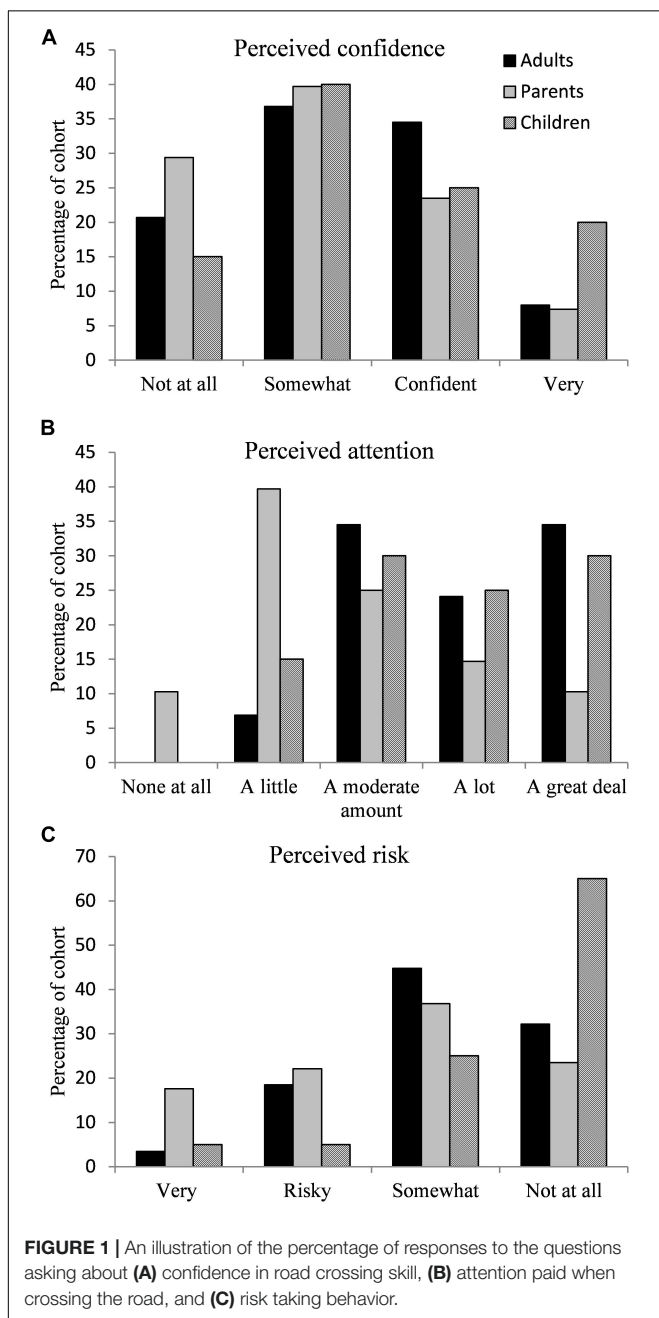 A
Perceived confidence
Adults
Parents
Children
Percentage of cohort
45
40
35
30
25
20
15
10
5
0
Not at all Somewhat Confident Very
B
Perceived attention
Percentage of cohort
45
40
35
30
25
20
15
10
5
0
None at all A little A moderate amount A lot A great deal
C
Perceived risk
Percentage of cohort
70
60
50
40
30
20
10
0
Very Risky Somewhat Not at all
FIGURE 1 | An illustration of the percentage of responses to the questions
asking about (A) confidence in road crossing skill, (B) attention paid when
crossing the road, and (C) risk taking behavior.